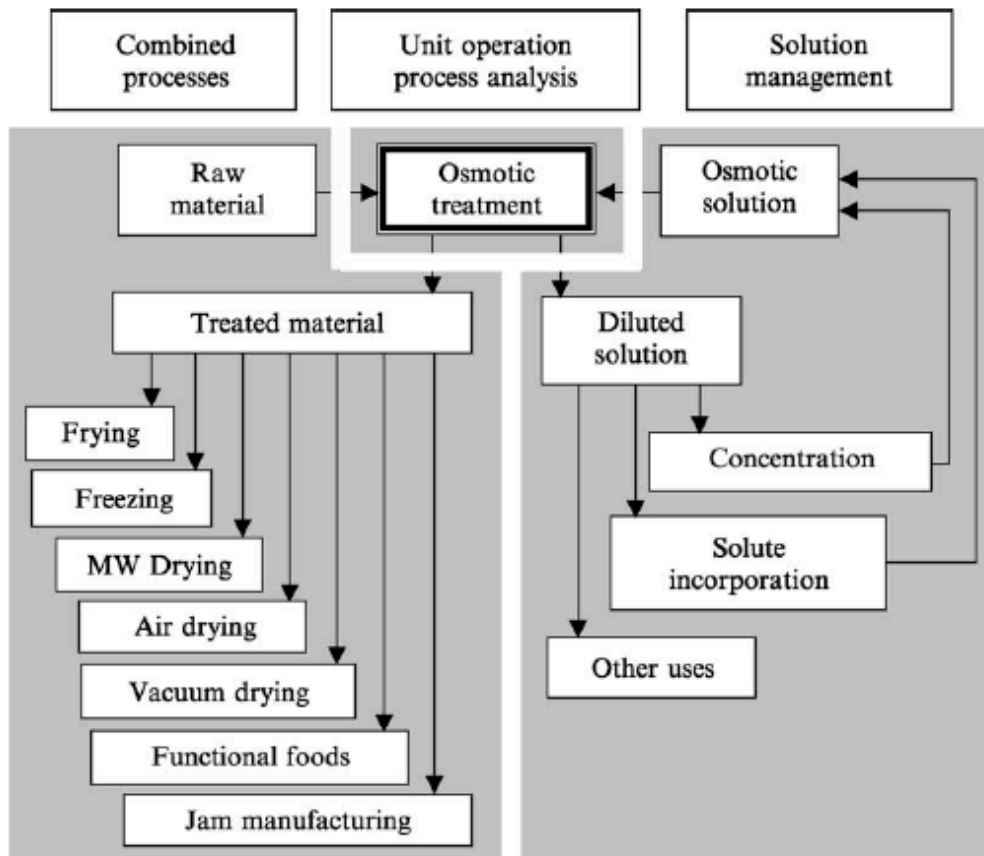 Combined
processes
Unit operation
process analysis
Solution
management
Raw
material
Osmotic
treatment
Osmotic
solution
Treated material
Diluted
solution
Frying
Concentration
Freezing
Solute
incorporation
MW Drying
Air drying
Other uses
Vacuum drying
Functional foods
Jam manufacturing